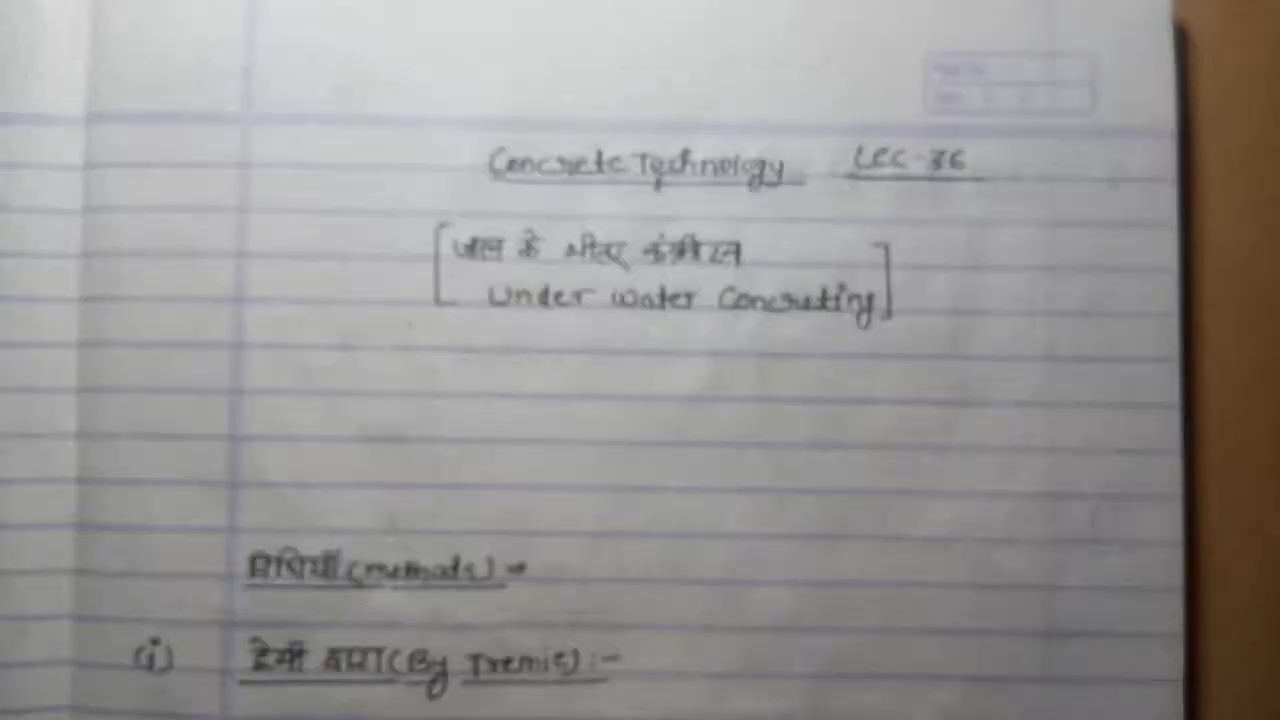 Concrete Technology LEC-36
[जल के भीतर कंक्रीटन
Under water Concreting]
विधियाँ (methods) →
(i) ट्रेमी द्वारा (By Tremie) :-